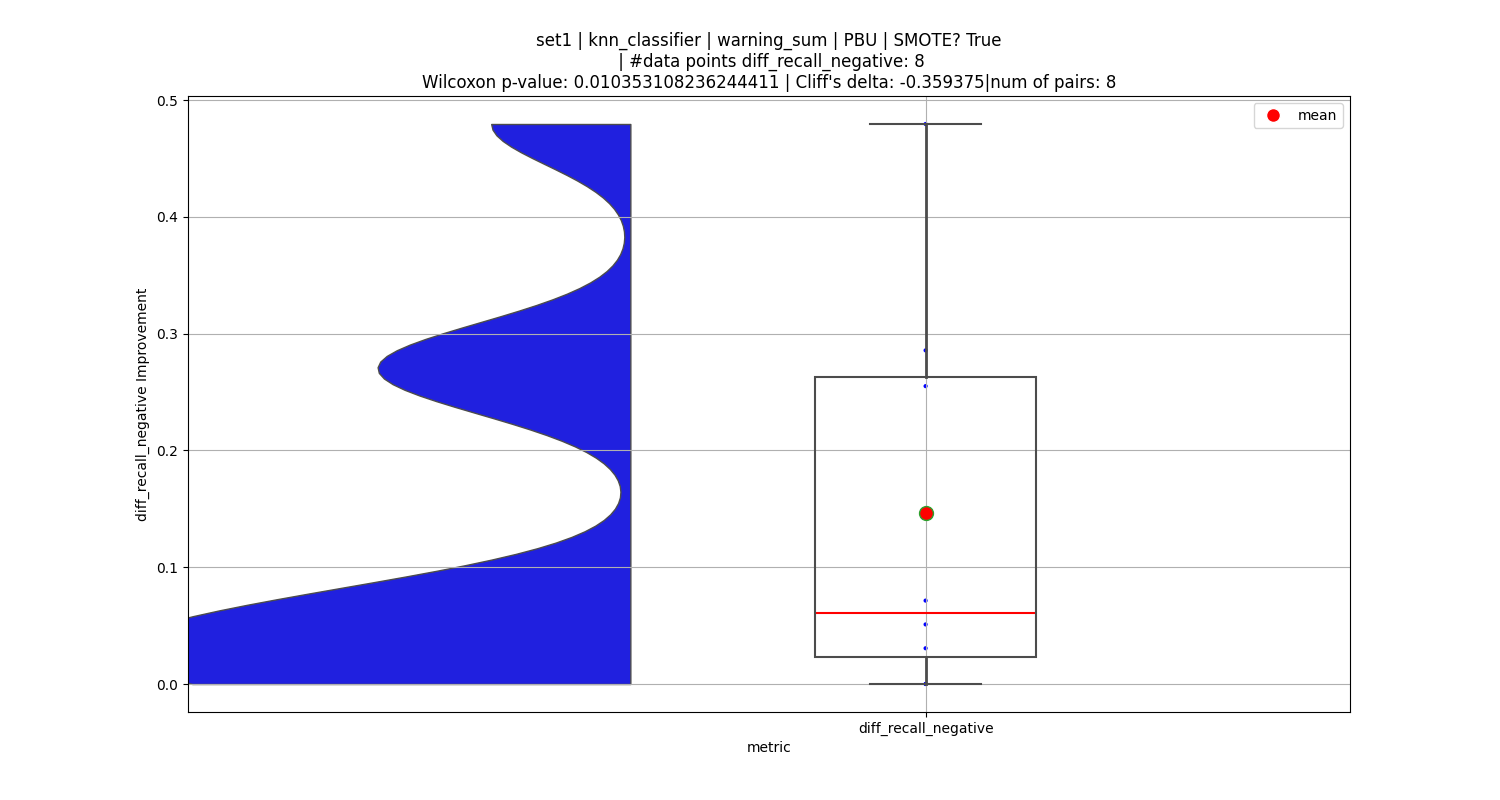 set1 | knn_classifier | warning_sum | PBU | SMOTE? True
| #data points diff_recall_negative: 8
Wilcoxon p-value: 0.010353108236244411 | Cliff's delta: -0.359375|num of pairs: 8
mean
0.5
0.4
0.3
0.2
0.1
0.0
diff_recall_negative Improvement
diff_recall_negative
metric